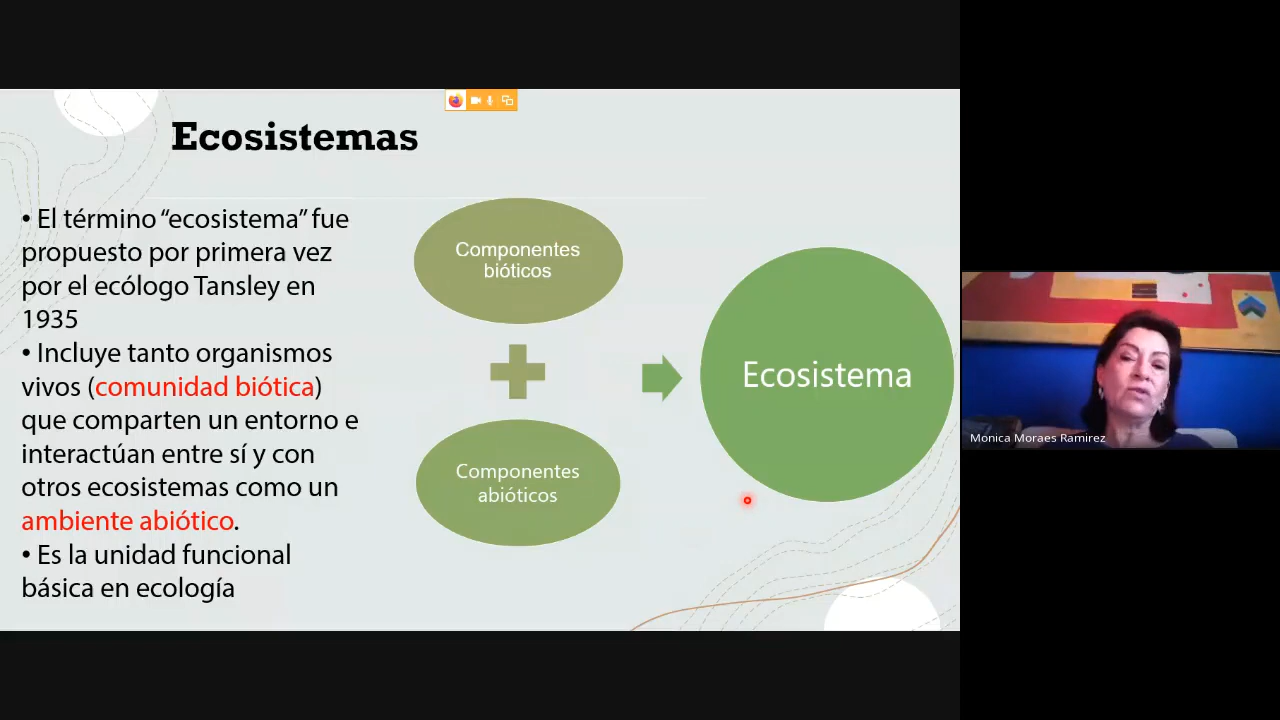 Ecosistemas
• El término “ecosistema” fue
propuesto por primera vez
por el ecólogo Tansley en
1935
• Incluye tanto organismos
vivos (comunidad biótica)
que comparten un entorno e
interactúan entre sí y con
otros ecosistemas como un
ambiente abiótico.
• Es la unidad funcional
básica en ecología
Componentes
bióticos
Componentes
abióticos
Ecosistema
Monica Moraes Ramirez